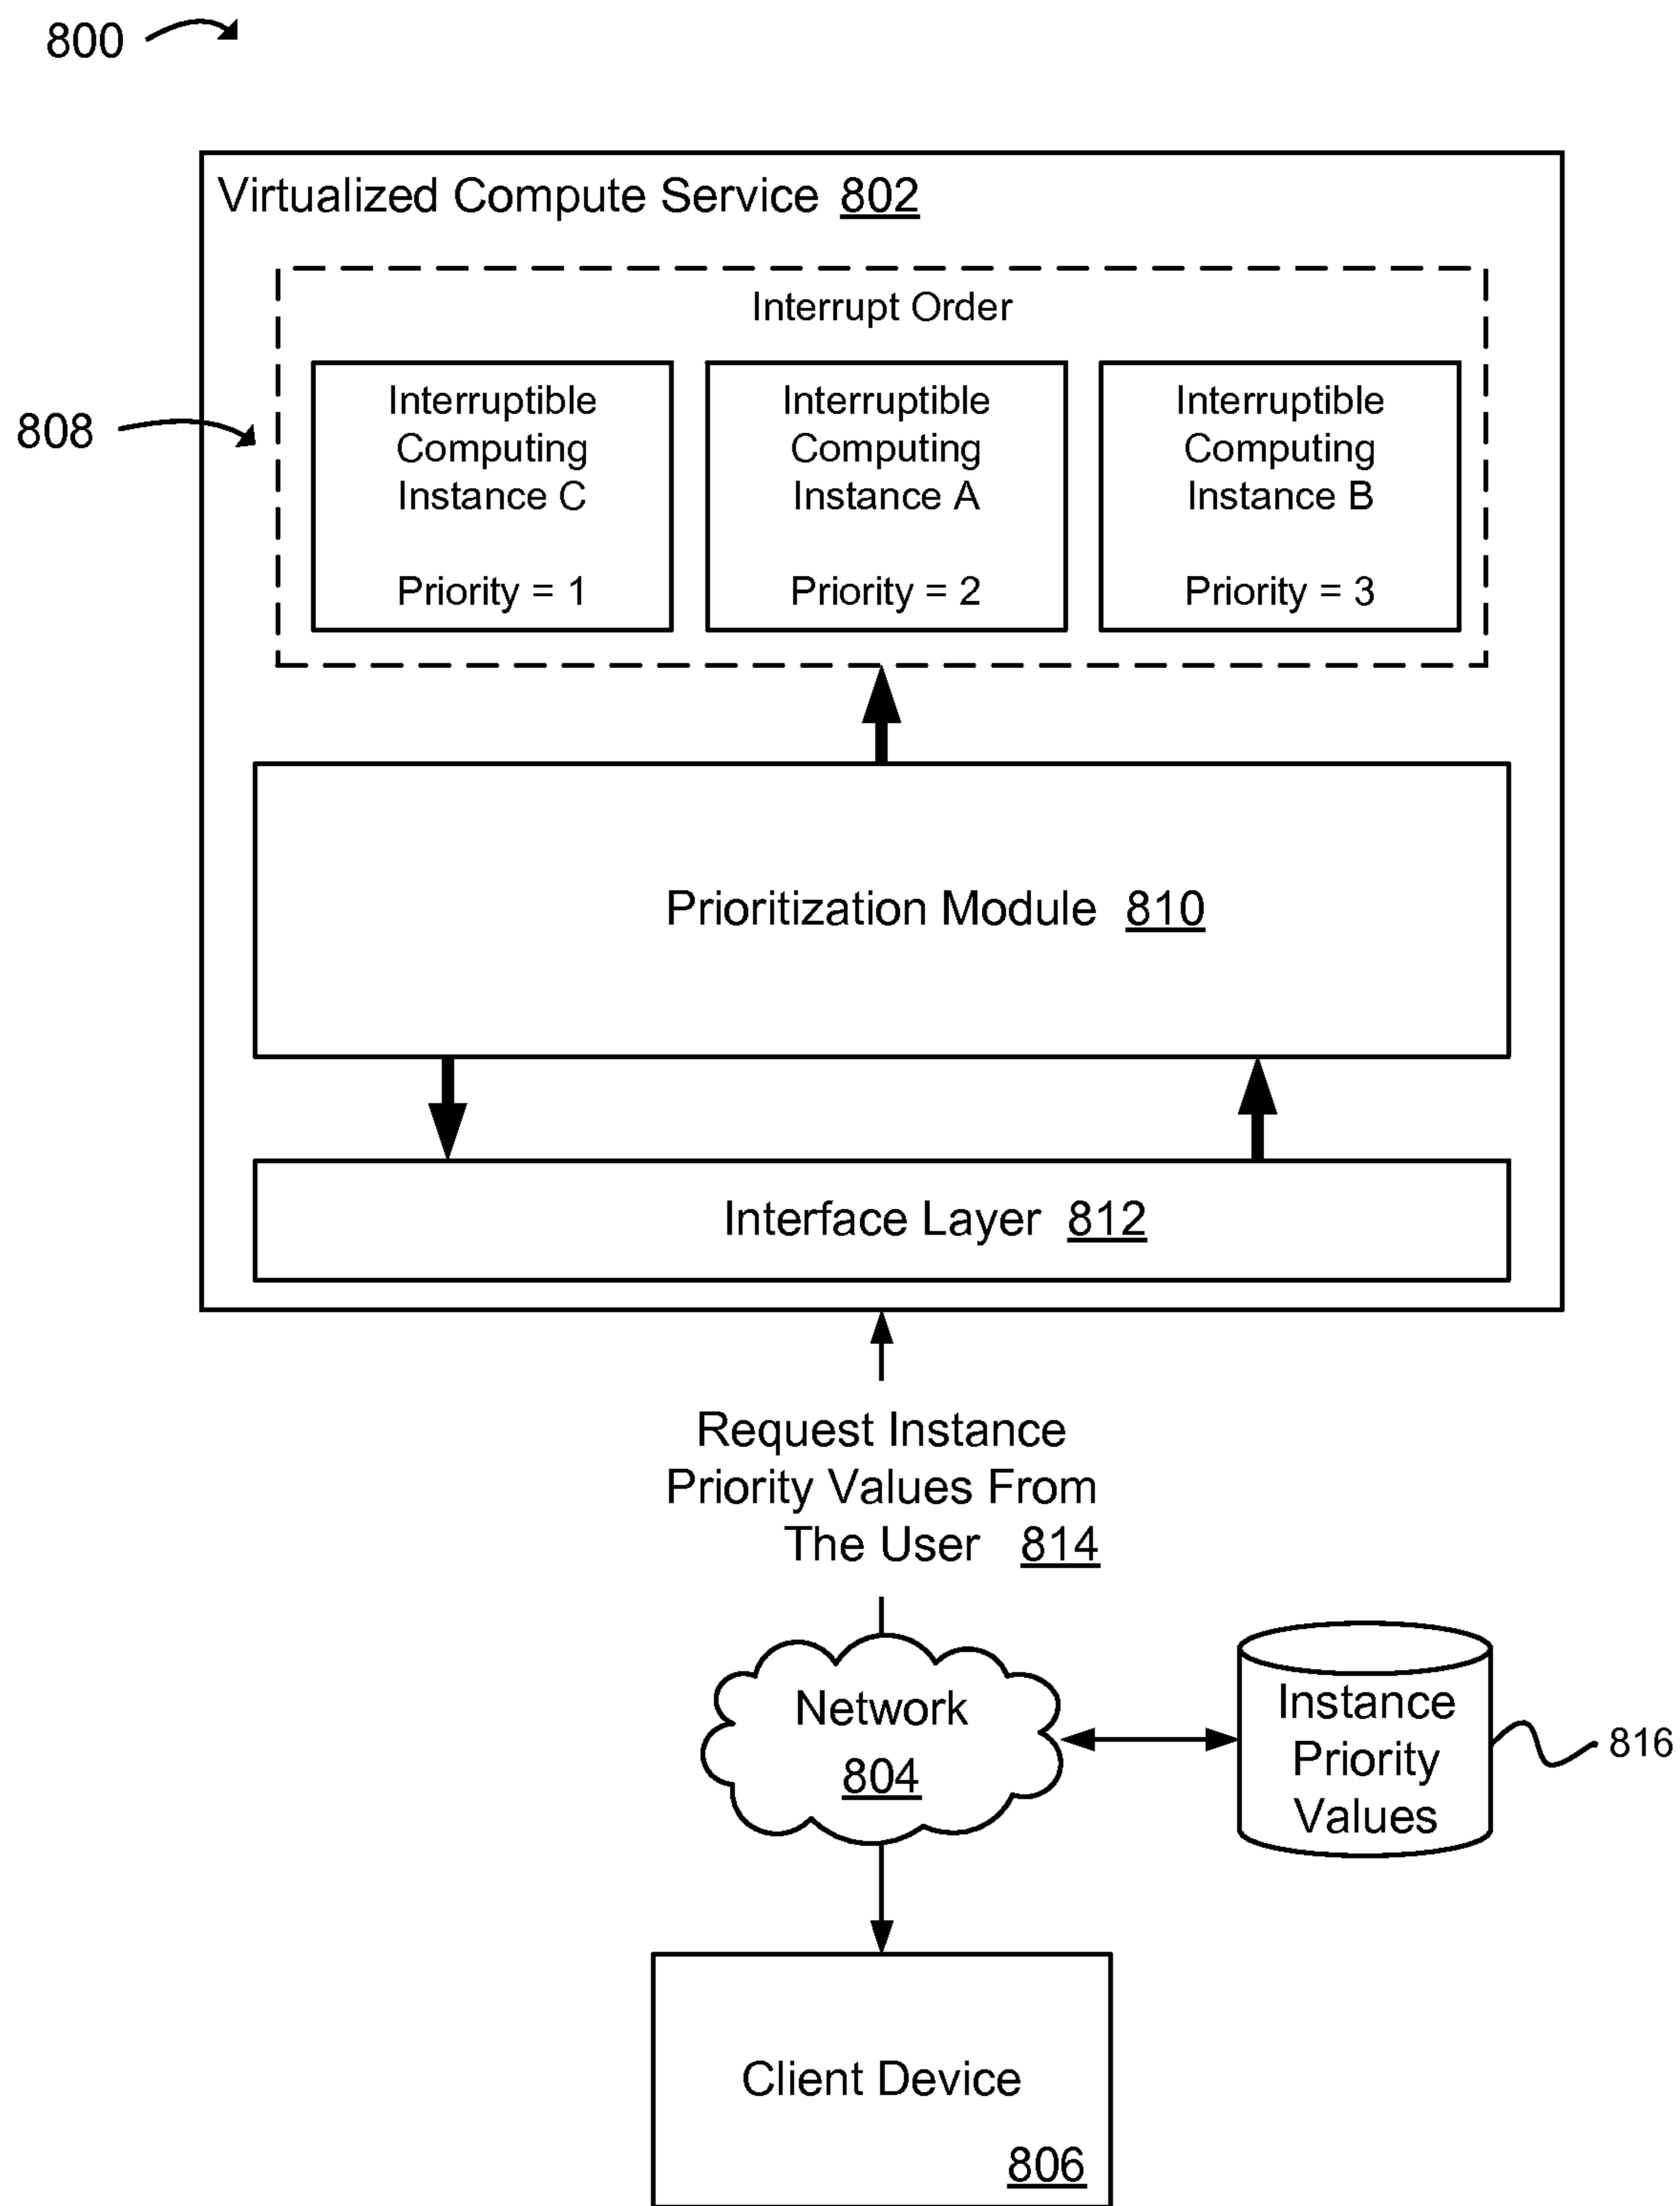 800
Virtualized Compute Service 802
Interrupt Order
808
Interruptible
Computing
Instance C
Priority = 1
Interruptible
Computing
Instance A
Priority = 2
Interruptible
Computing
Instance B
Priority = 3
Prioritization Module 810
Interface Layer 812
Request Instance
Priority Values From
The User 814
Network
804
Instance
Priority
Values
816
Client Device
806